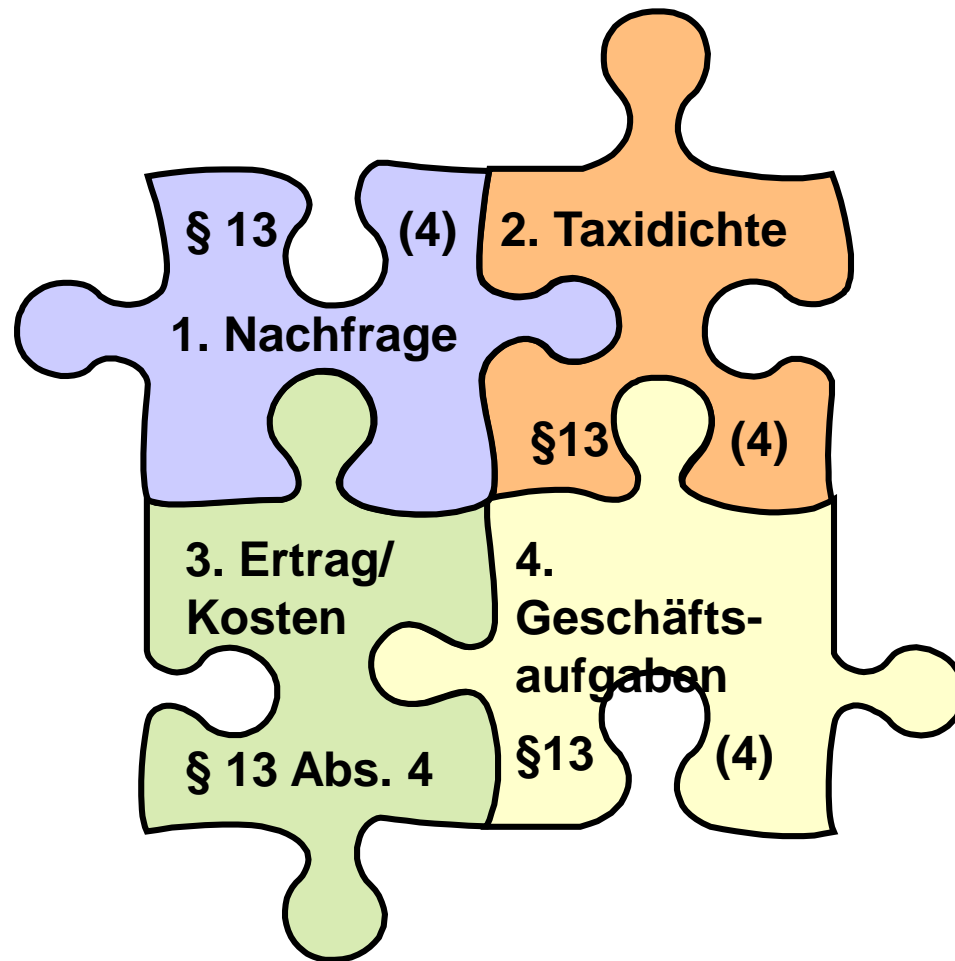 § 13 (4)
1. Nachfrage
2. Taxidichte
§13 (4)
3. Ertrag/
Kosten
§ 13 Abs. 4
4.
Geschäfts-
aufgaben
§13 (4)